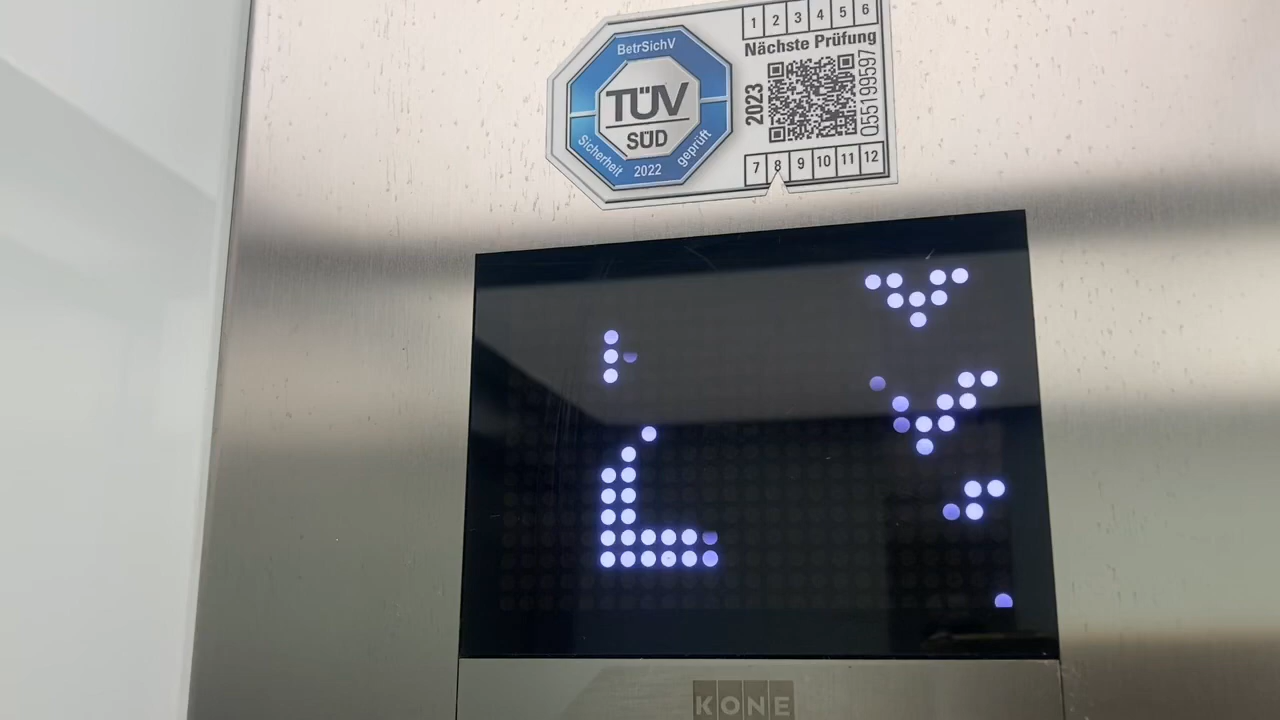 1 2 3 4 5 6
Nächste Prüfung
BetrSichV
TÜV
SÜD
Sicherheit 2022 geprüft
2023
055199597
7 8 9 10 11 12
KONE